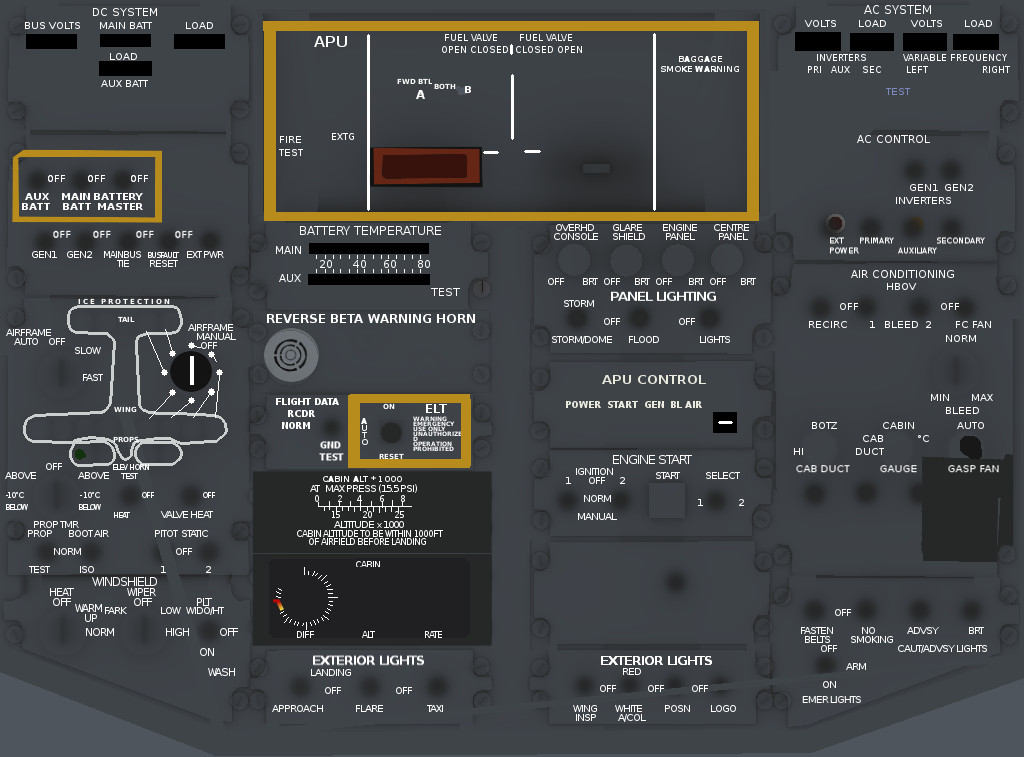 DC SYSTEM
BUS VOLTS MAIN BATT LOAD
LOAD
AUX BATT
OFF OFF OFF
AUX MAIN BATTERY
BATT BATT MASTER
OFF OFF OFF OFF
GEN1 GEN2 MAINBUS BUSFAULT EXT PWR
TIE RESET
ICE PROTECTION
TAIL
AIRFRAME AIRFRAME
AUTO OFF MANUAL
OFF
SLOW
FAST
WING
PROPS
OFF ELEV HORN
ABOVE ABOVE TEST
-10°C -10°C OFF OFF
BELOW BELOW
HEAT VALVE HEAT
PROP TMR
PROP BOOT AIR PITOT STATIC
NORM OFF
TEST ISO 1 2
WINDSHIELD
HEAT WIPER
OFF OFF PLT
WARM PARK LOW WIDO/HT
UP
NORM HIGH OFF
ON
WASH
APU
FUEL VALVE FUEL VALVE
OPEN CLOSED CLOSED OPEN
BAGGAGE
SMOKE WARNING
FWD BTL BOTH B
A
FIRE EXTG
TEST
BATTERY TEMPERATURE
MAIN
20 40 60 80
AUX
TEST
REVERSE BETA WARNING HORN
FLIGHT DATA
RCDR
NORM
GND
TEST
ON ELT
AUTO
WARNING
EMERGENCY
USE ONLY
UNAUTHORIZE
D
OPERATION
PROHIBITED
RESET
CABIN ALT * 1000
AT MAX PRESS (15.5 PSI)
0 2 4 6 8
15 20 25
ALTITUDE x 1000
CABIN ALTITUDE TO BE WITHIN 1000FT
OF AIRFIELD BEFORE LANDING
CABIN
DIFF ALT RATE
EXTERIOR LIGHTS
LANDING
OFF OFF
APPROACH FLARE TAXI
OVERHD GLARE ENGINE CENTRE
CONSOLE SHIELD PANEL PANEL
OFF BRT OFF BRT OFF BRT OFF BRT
PANEL LIGHTING
STORM
OFF OFF
STORM/DOME FLOOD LIGHTS
APU CONTROL
POWER START GEN BL AIR
ENGINE START
IGNITION START SELECT
1 OFF 2
NORM 1 2
MANUAL
EXTERIOR LIGHTS
RED
OFF OFF OFF
WING WHITE POSN LOGO
INSP A/COL
AC SYSTEM
VOLTS LOAD VOLTS LOAD
INVERTERS VARIABLE FREQUENCY
PRI AUX SEC LEFT RIGHT
TEST
AC CONTROL
GEN1 GEN2
INVERTERS
EXT PRIMARY SECONDARY
POWER AUXILIARY
AIR CONDITIONING
HBOV
OFF OFF
RECIRC 1 BLEED 2 FC FAN
NORM
MIN MAX
BLEED
BOTZ CABIN AUTO
CAB °C
HI DUCT
CAB DUCT GAUGE GASP FAN
OFF
FASTEN NO ADVSY BRT
BELTS SMOKING
OFF CAUT/ADVSY LIGHTS
ARM
ON
EMER LIGHTS